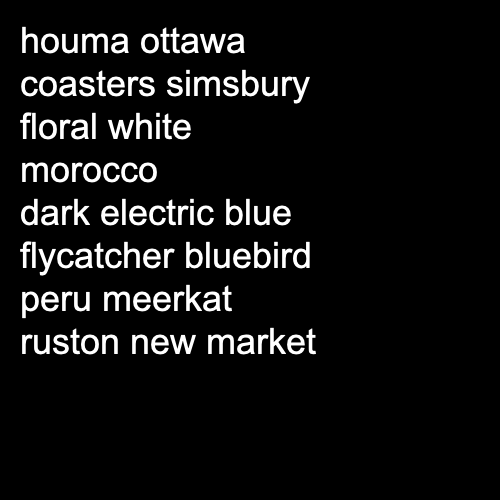 houma ottawa
coasters simsbury
floral white
morocco
dark electric blue
flycatcher bluebird
peru meerkat
ruston new market